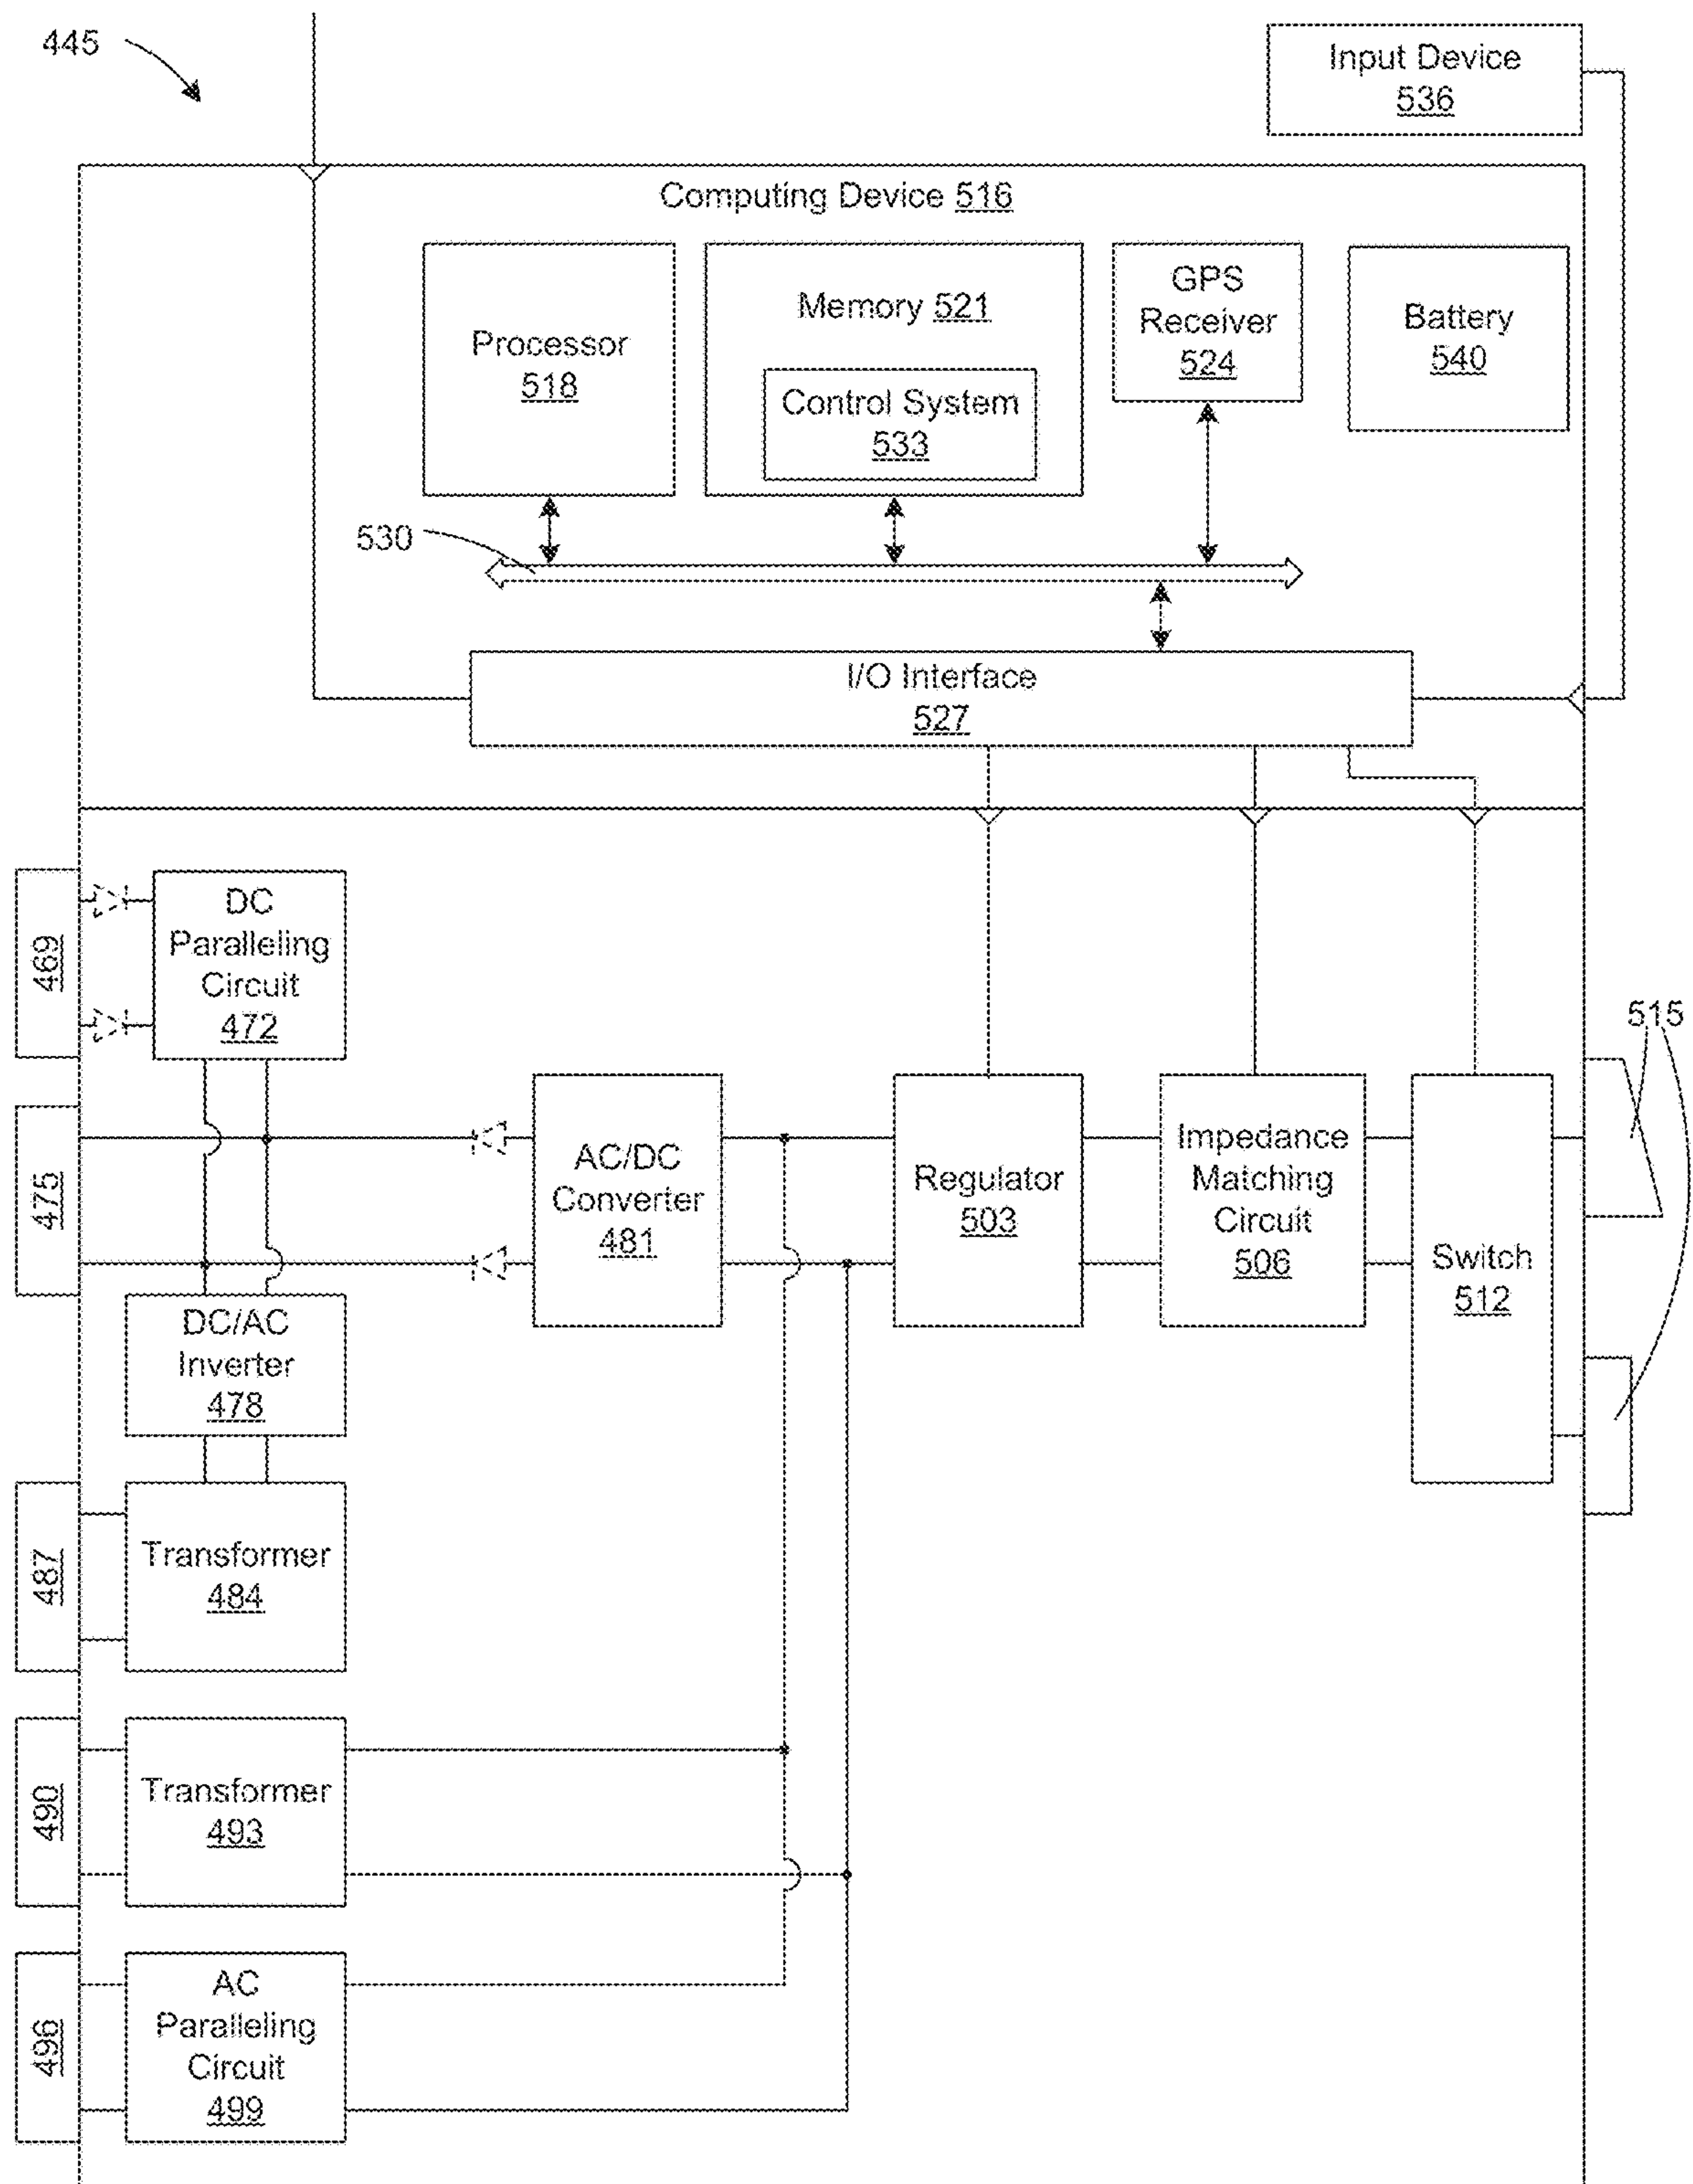 445
Input Device
536
Computing Device 516
Processor
518
Memory 521
Control System
533
GPS
Receiver
524
Battery
540
530
I/O Interface
527
469
DC
Paralleling
Circuit
472
515
475
AC/DC
Converter
481
Regulator
503
Impedance
Matching
Circuit
506
Switch
512
DC/AC
Inverter
478
487
Transformer
484
490
Transformer
493
496
AC
Paralleling
Circuit
499